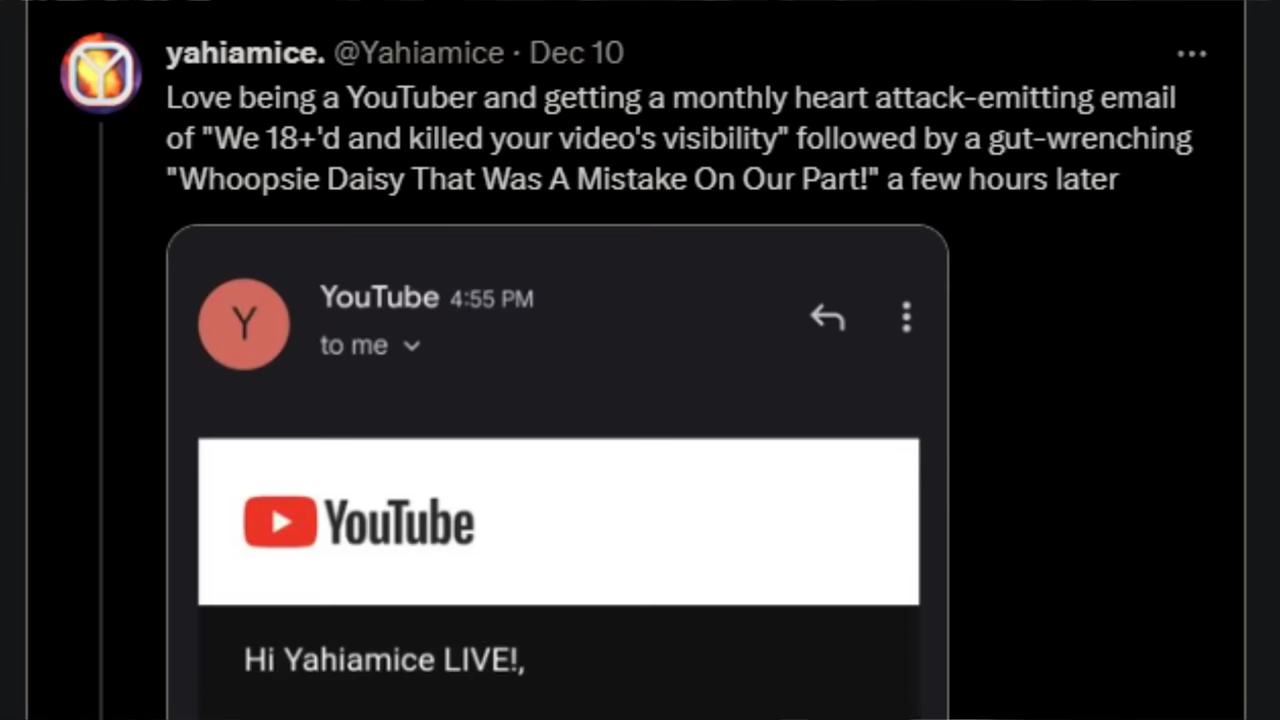 yahiamice. @Yahiamice · Dec 10
Love being a YouTuber and getting a monthly heart attack-emitting email
of "We 18+'d and killed your video's visibility" followed by a gut-wrenching
"Whoopsie Daisy That Was A Mistake On Our Part!" a few hours later
Y
YouTube 4:55 PM
to me
YouTube
Hi Yahiamice LIVE!,